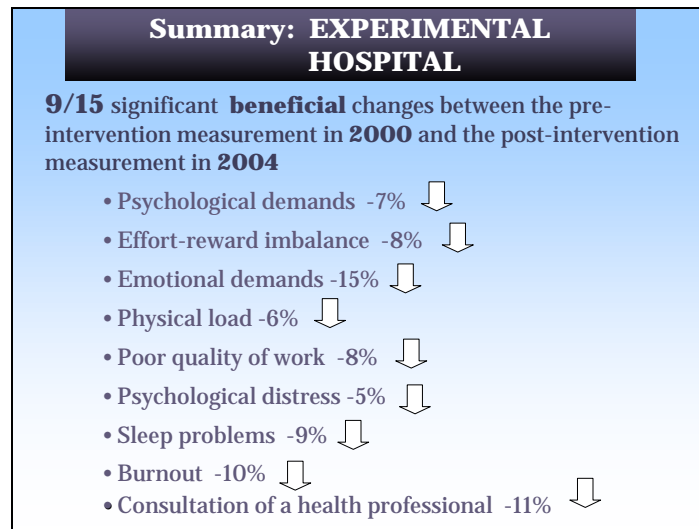 Summary: EXPERIMENTAL
HOSPITAL
9/15 significant beneficial changes between the pre-
intervention measurement in 2000 and the post-intervention
measurement in 2004
• Psychological demands -7%
• Effort-reward imbalance -8%
• Emotional demands -15%
• Physical load -6%
• Poor quality of work -8%
• Psychological distress -5%
• Sleep problems -9%
• Burnout -10%
• Consultation of a health professional -11%